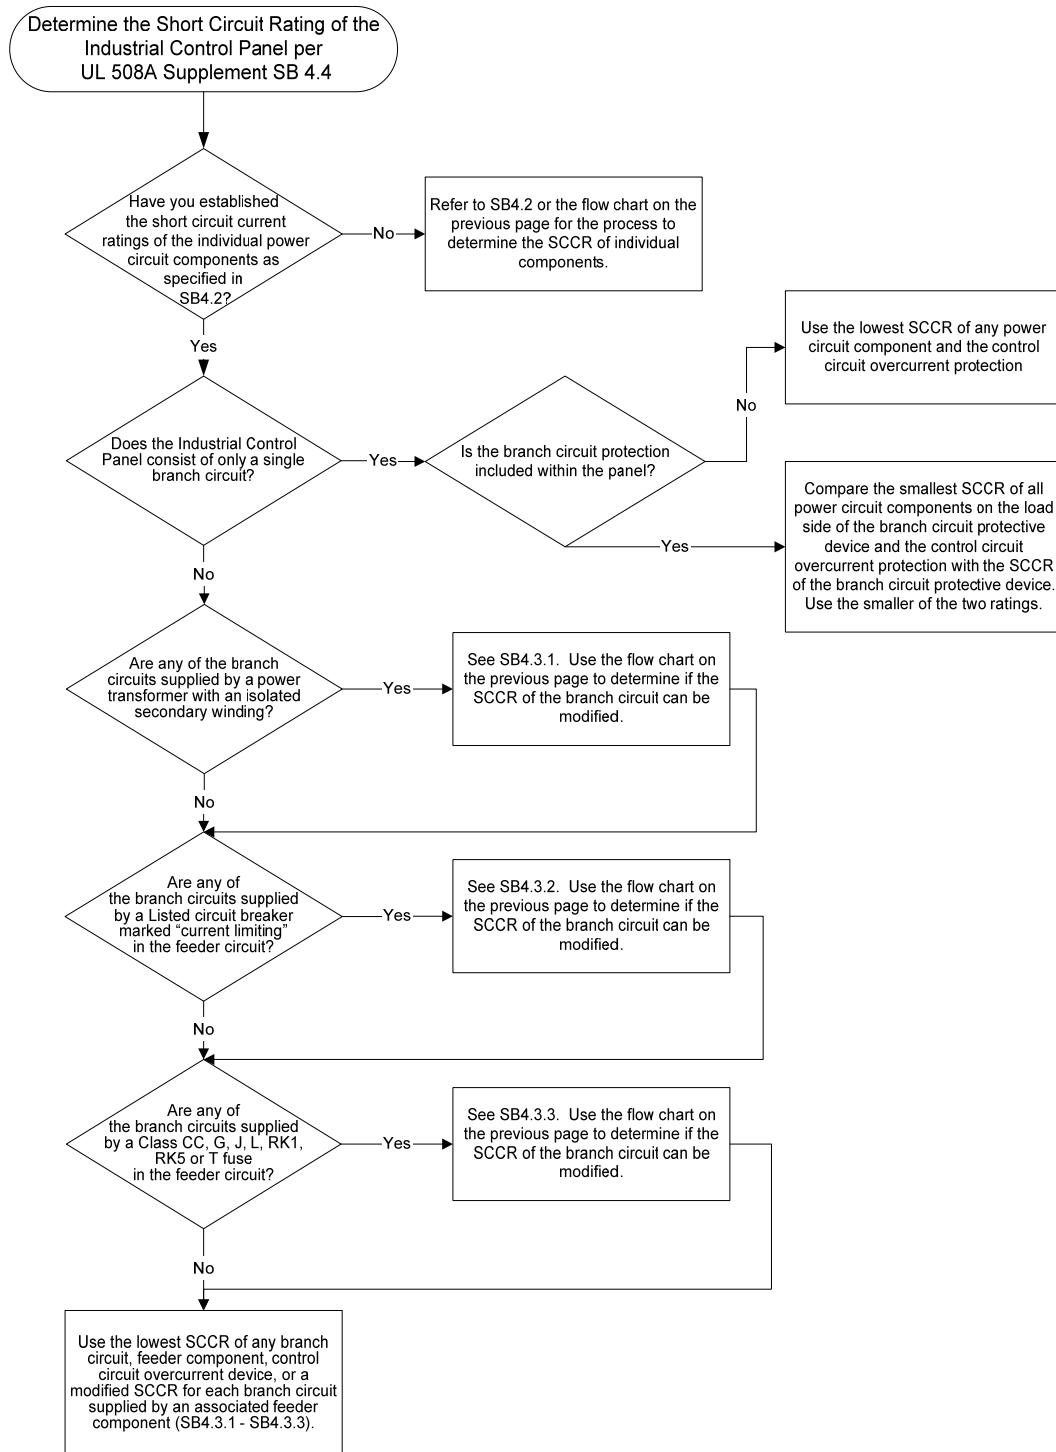 Determine the Short Circuit Rating of the
Industrial Control Panel per
UL 508A Supplement SB 4.4
Have you established
the short circuit current
ratings of the individual power
circuit components as
specified in
SB4.2?
No
Refer to SB4.2 or the flow chart on the
previous page for the process to
determine the SCCR of individual
components.
Yes
Does the Industrial Control
Panel consist of only a single
branch circuit?
Yes
Is the branch circuit protection
included within the panel?
No
Use the lowest SCCR of any power
circuit component and the control
circuit overcurrent protection
Yes
Compare the smallest SCCR of all
power circuit components on the load
side of the branch circuit protective
device and the control circuit
overcurrent protection with the SCCR
of the branch circuit protective device.
Use the smaller of the two ratings.
No
Are any of the branch
circuits supplied by a power
transformer with an isolated
secondary winding?
Yes
See SB4.3.1.  Use the flow chart on
the previous page to determine if the
SCCR of the branch circuit can be
modified.
No
Are any of
the branch circuits supplied
by a Listed circuit breaker
marked “current limiting”
in the feeder circuit?
Yes
See SB4.3.2.  Use the flow chart on
the previous page to determine if the
SCCR of the branch circuit can be
modified.
No
Are any of
the branch circuits supplied
by a Class CC, G, J, L, RK1,
RK5 or T fuse
in the feeder circuit?
Yes
See SB4.3.3.  Use the flow chart on
the previous page to determine if the
SCCR of the branch circuit can be
modified.
No
Use the lowest SCCR of any branch
circuit, feeder component, control
circuit overcurrent device, or a
modified SCCR for each branch circuit
supplied by an associated feeder
component (SB4.3.1 - SB4.3.3).